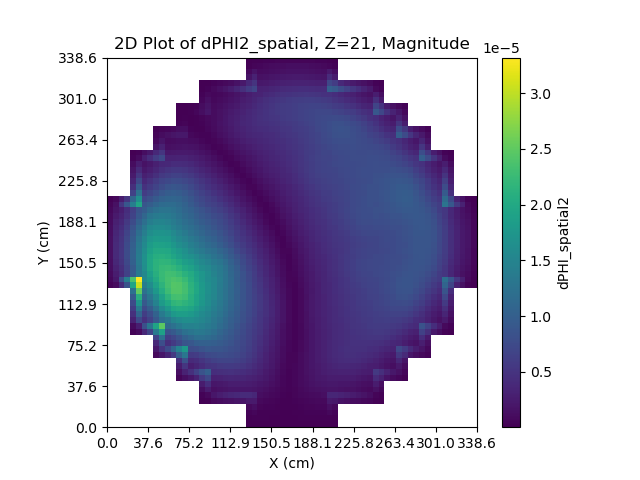 2D Plot of dPHI2_spatial, Z=21, Magnitude
1e−5
338.6
301.0
263.4
225.8
188.1
150.5
112.9
75.2
37.6
0.0
Y (cm)
0.0 37.6 75.2 112.9 150.5 188.1 225.8 263.4 301.0 338.6
X (cm)
3.0
2.5
2.0
1.5
1.0
0.5
dPHI_spatial2